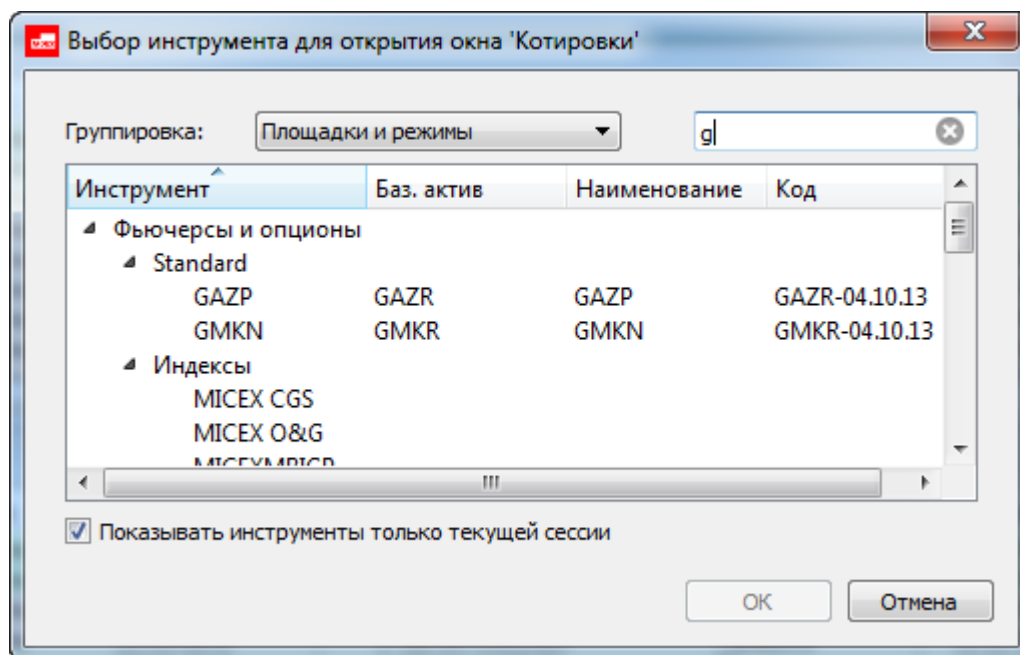 Выбор инструмента для открытия окна 'Котировки'
Группировка: Площадки и режимы g
Инструмент Баз. актив Наименование Код
Фьючерсы и опционы
Standard
GAZP GAZR GAZP GAZR-04.10.13
GMKN GMKR GMKN GMKR-04.10.13
Индексы
MICEX CGS
MICEX O&G
Показывать инструменты только текущей сессии
OK Отмена